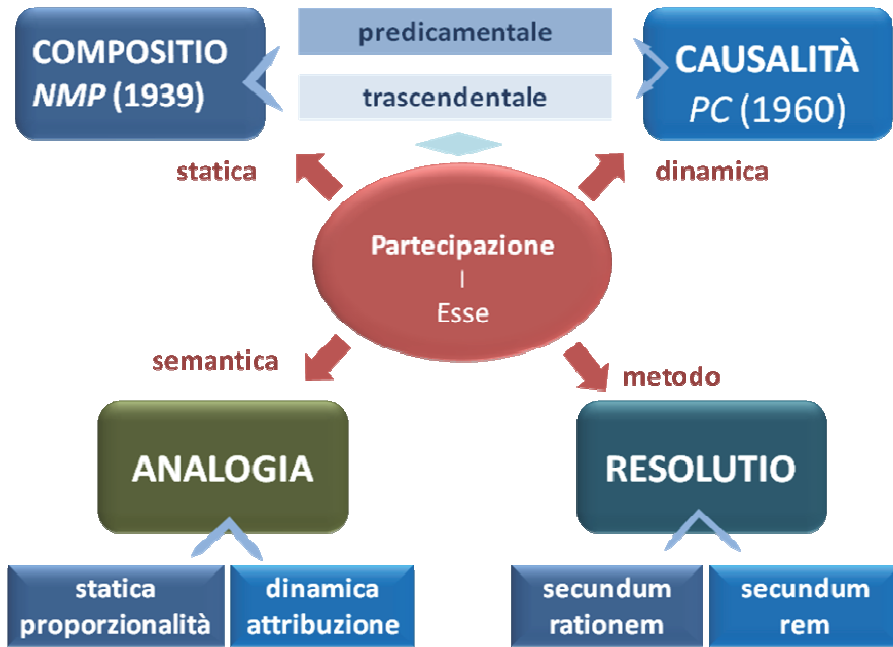 COMPOSITIO
NMP (1939)
predicamentale
trascendentale
CAUSALITÀ
PC (1960)
statica
dinamica
Partecipazione
|
Esse
semantica
metodo
ANALOGIA
RESOLUTIO
statica
proporzionalità
dinamica
attribuzione
secundum
rationem
secundum
rem